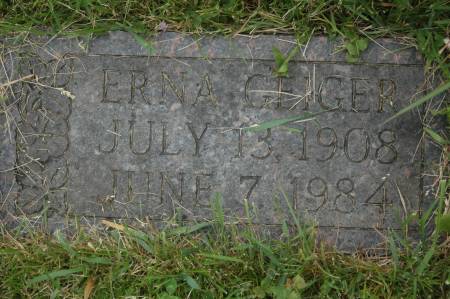 ERNA GEIGER
JULY 13, 1908
JUNE 7, 1984